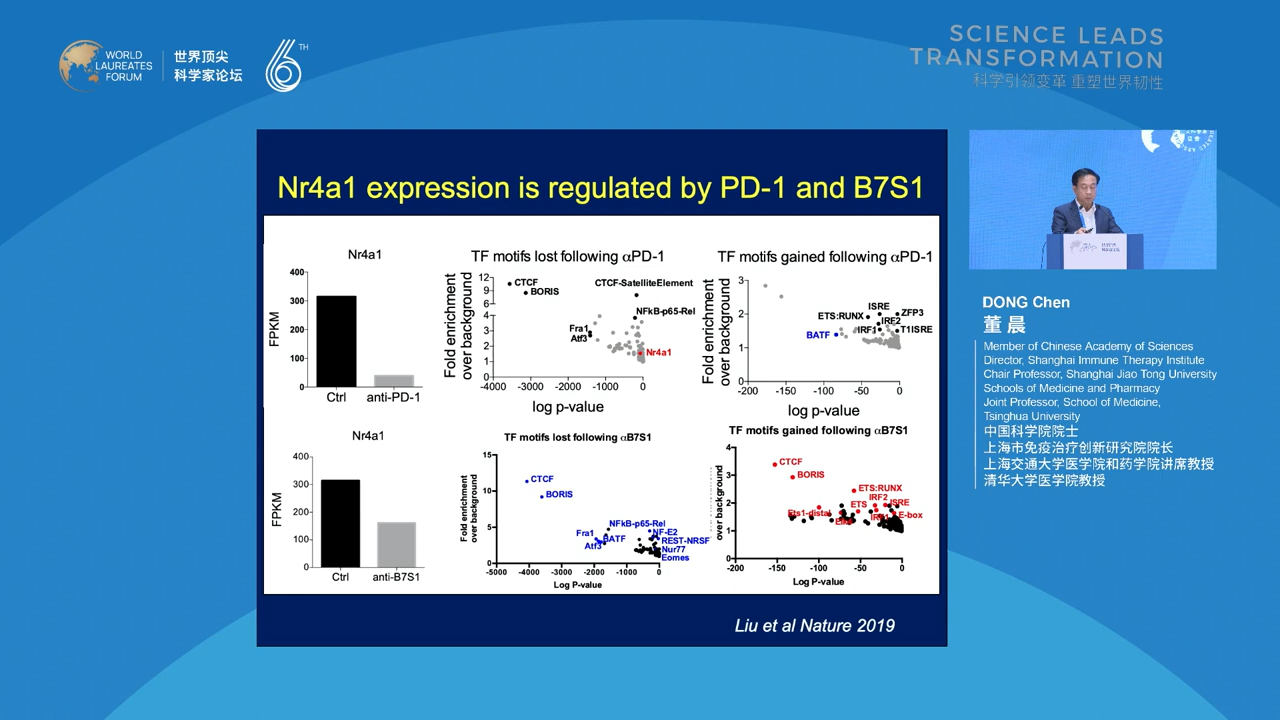 WORLD
LAUREATES
FORUM
世界顶尖
科学家论坛
6TH
SCIENCE LEADS
TRANSFORMATION
科学引领变革 重塑世界韧性
Nr4a1 expression is regulated by PD-1 and B7S1
Nr4a1
FPKM
400
300
200
100
0
Ctrl
anti-PD-1
TF motifs lost following αPD-1
Fold enrichment
over background
12
9
6
4
3
2
1
0
CTCF
BORIS
CTCF-SatelliteElement
NFkB-p65-Rel
Fra1
Atf3
Nr4a1
-4000
-3000
-2000
-1000
0
log p-value
TF motifs gained following αPD-1
Fold enrichment
over background
3
2
1
0
ISRE
ETS:RUNX
ZFP3
IRF2
IRF1
T1ISRE
BATF
-200
-150
-100
-50
0
log p-value
Nr4a1
FPKM
400
300
200
100
0
Ctrl
anti-B7S1
TF motifs lost following αB7S1
Fold enrichment
over background
15
10
5
0
CTCF
BORIS
NFkB-p65-Rel
Fra1
BATF
NF-E2
Atf3
REST-NRSF
Nur77
Eomes
-5000
-4000
-3000
-2000
-1000
0
Log P-value
TF motifs gained following αB7S1
over background
4
3
2
1
0
CTCF
BORIS
ETS:RUNX
IRF2
ETS
ISRE
Ets1-distal
E-box
-200
-150
-100
-50
0
Log P-value
Liu et al Nature 2019
DONG Chen
董 晨
Member of Chinese Academy of Sciences
Director, Shanghai Immune Therapy Institute
Chair Professor, Shanghai Jiao Tong University
Schools of Medicine and Pharmacy
Joint Professor, School of Medicine,
Tsinghua University
中国科学院院士
上海市免疫治疗创新研究院院长
上海交通大学医学院和药学院讲席教授
清华大学医学院教授